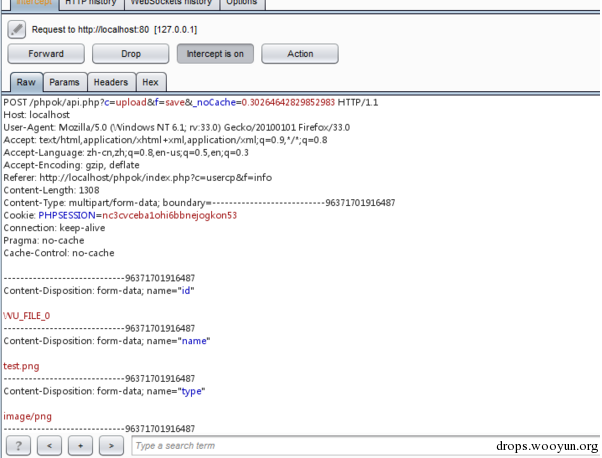 Intercept HTTP history WebSockets history Options
Request to http://localhost:80 [127.0.0.1]
Forward Drop Intercept is on Action
Raw Params Headers Hex
POST /phpok/api.php?c=upload&f=save&_noCache=0.30264642829852983 HTTP/1.1
Host: localhost
User-Agent: Mozilla/5.0 (Windows NT 6.1; rv:33.0) Gecko/20100101 Firefox/33.0
Accept: text/html,application/xhtml+xml,application/xml;q=0.9,*/*;q=0.8
Accept-Language: zh-cn,zh;q=0.8,en-us;q=0.5,en;q=0.3
Accept-Encoding: gzip, deflate
Referer: http://localhost/phpok/index.php?c=usercp&f=info
Content-Length: 1308
Content-Type: multipart/form-data; boundary=---------------------------96371701916487
Cookie: PHPSESSION=nc3cvceba1ohi6bbnejogkon53
Connection: keep-alive
Pragma: no-cache
Cache-Control: no-cache
-----------------------------96371701916487
Content-Disposition: form-data; name="id"
WU_FILE_0
-----------------------------96371701916487
Content-Disposition: form-data; name="name"
test.png
-----------------------------96371701916487
Content-Disposition: form-data; name="type"
image/png
-----------------------------96371701916487
? < + > Type a search term
drops.wooyun.org